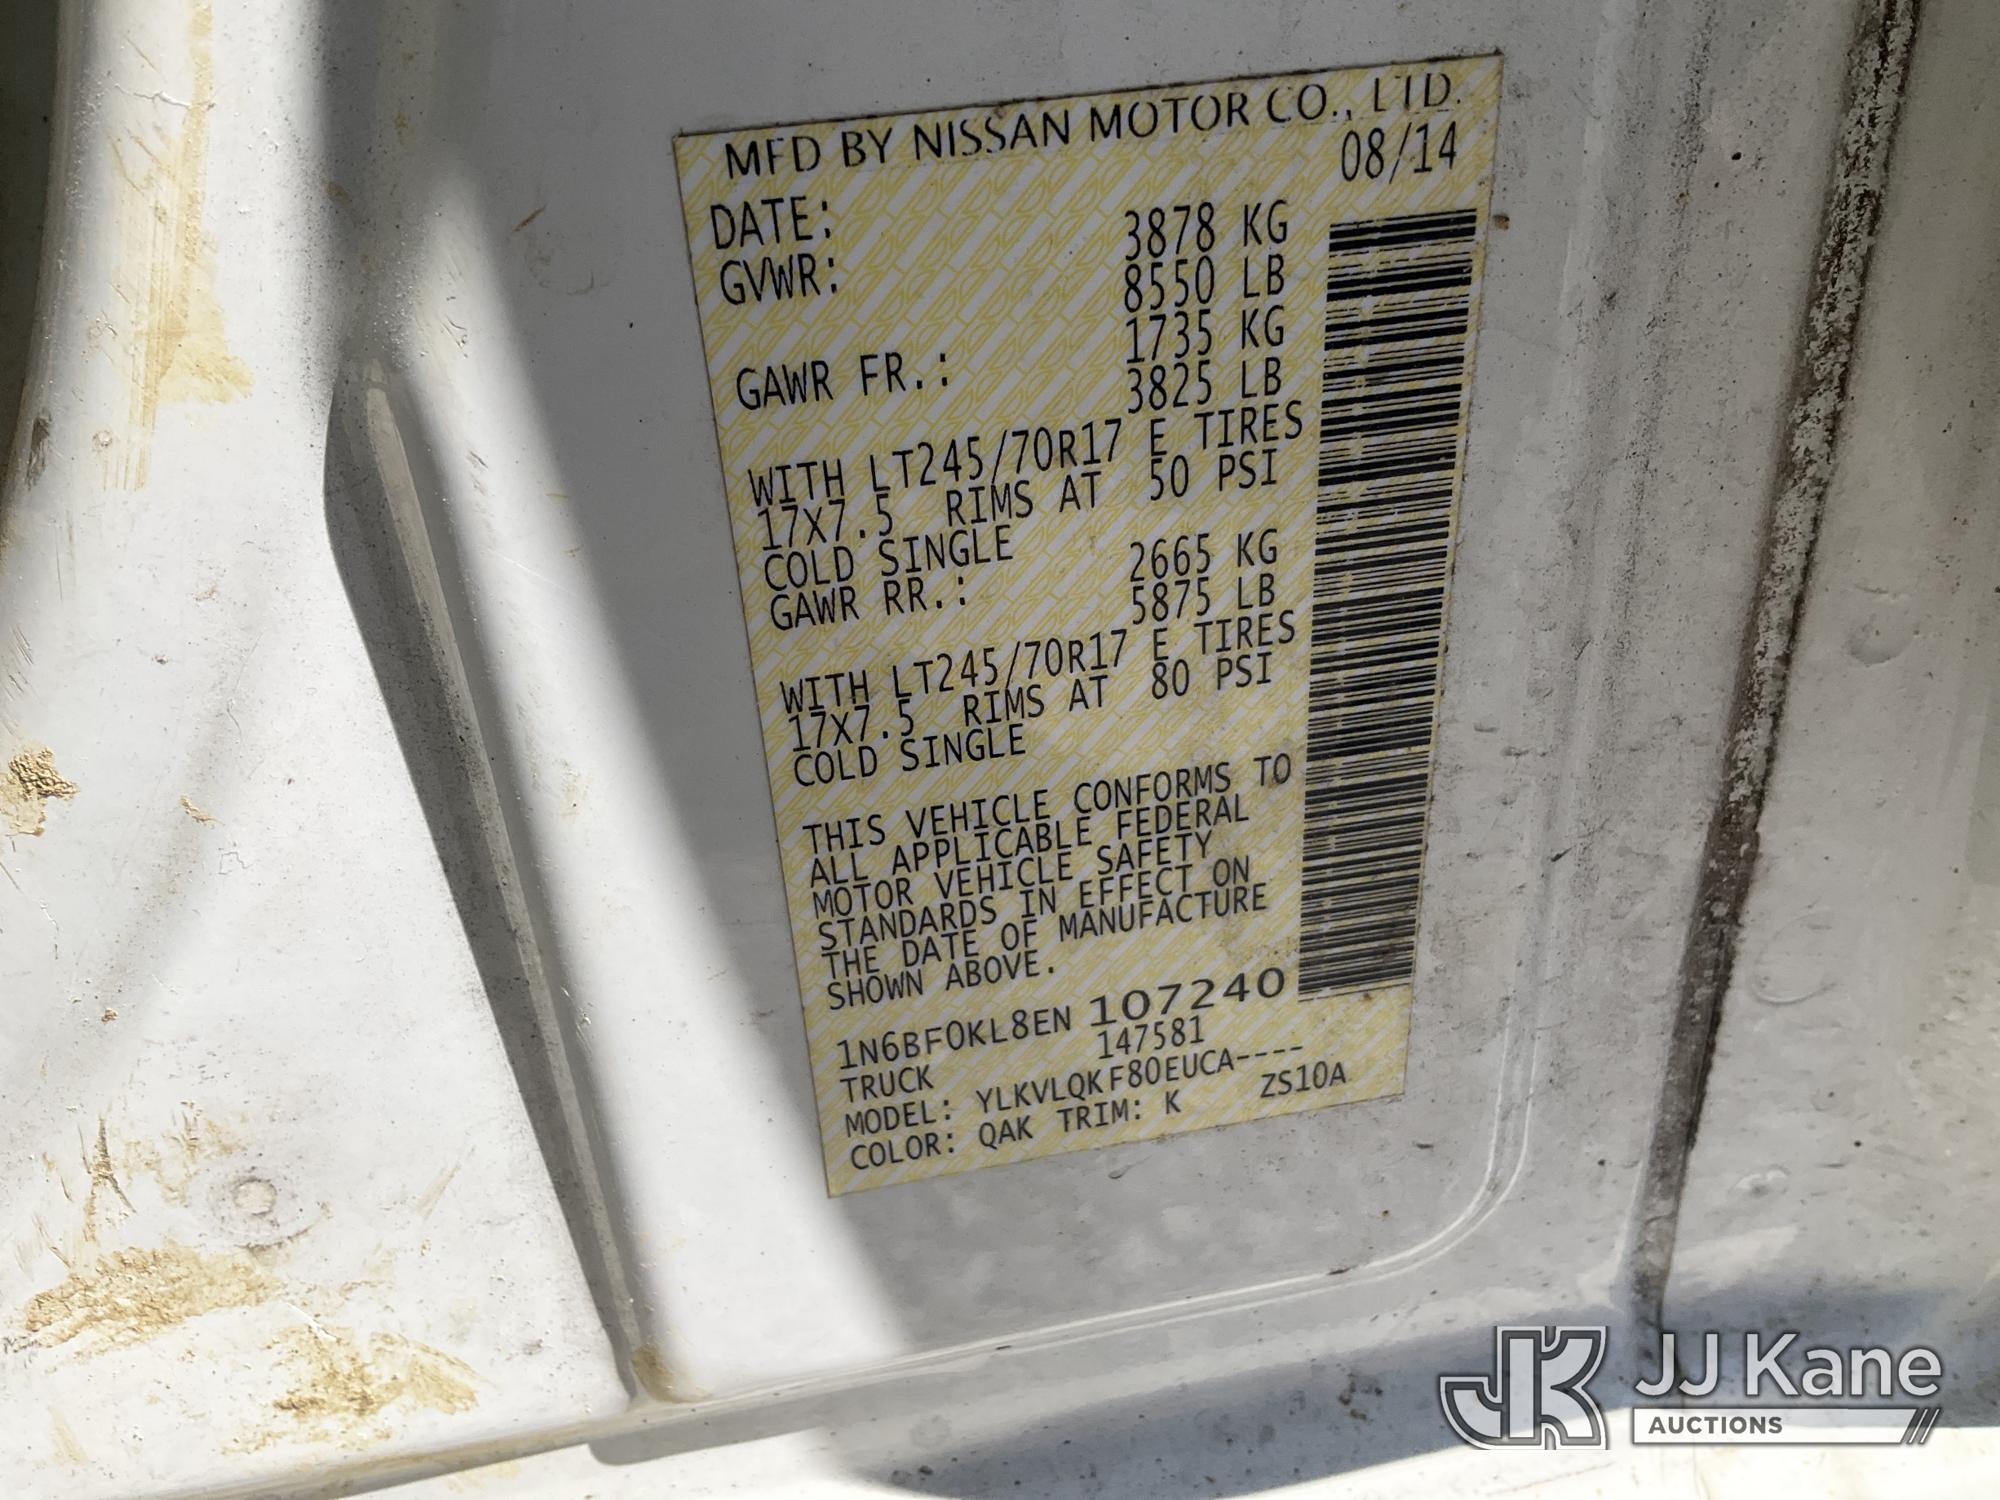 MFD BY NISSAN MOTOR CO., LTD.
DATE: 08/14
GVWR: 3878 KG
8550 LB
GAWR FR.: 1735 KG
3825 LB
WITH LT245/70R17 E TIRES
17X7.5 RIMS AT 50 PSI
COLD SINGLE
GAWR RR.: 2665 KG
5875 LB
WITH LT245/70R17 E TIRES
17X7.5 RIMS AT 80 PSI
COLD SINGLE
THIS VEHICLE CONFORMS TO
ALL APPLICABLE FEDERAL
MOTOR VEHICLE SAFETY
STANDARDS IN EFFECT ON
THE DATE OF MANUFACTURE
SHOWN ABOVE.
1N6BF0KL8EN 107240
TRUCK 147581
MODEL: YLKVLQKF80EUCA----
COLOR: QAK TRIM: K ZS10A
JK JJ Kane
AUCTIONS